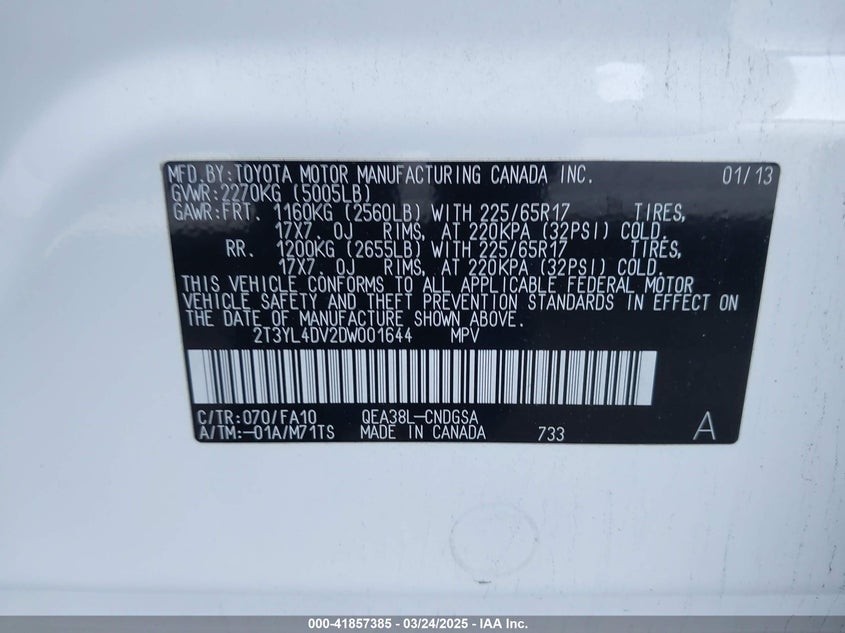 MFD.BY:TOYOTA MOTOR MANUFACTURING CANADA INC. 01/13
GVWR:2270KG (5005LB)
GAWR:FRT. 1160KG (2560LB) WITH 225/65R17 TIRES,
17X7.0J RIMS, AT 220KPA (32PSI) COLD.
RR. 1200KG (2655LB) WITH 225/65R17 TIRES,
17X7.0J RIMS, AT 220KPA (32PSI) COLD.
THIS VEHICLE CONFORMS TO ALL APPLICABLE FEDERAL MOTOR
VEHICLE SAFETY AND THEFT PREVENTION STANDARDS IN EFFECT ON
THE DATE OF MANUFACTURE SHOWN ABOVE.
2T3YL4DV2DW001644 MPV
C/TR:070/FA10 QEA38L-CNDGSA
A/TM:-01A/M71TS MADE IN CANADA 733 A
000-41857385 - 03/24/2025 - IAA Inc.